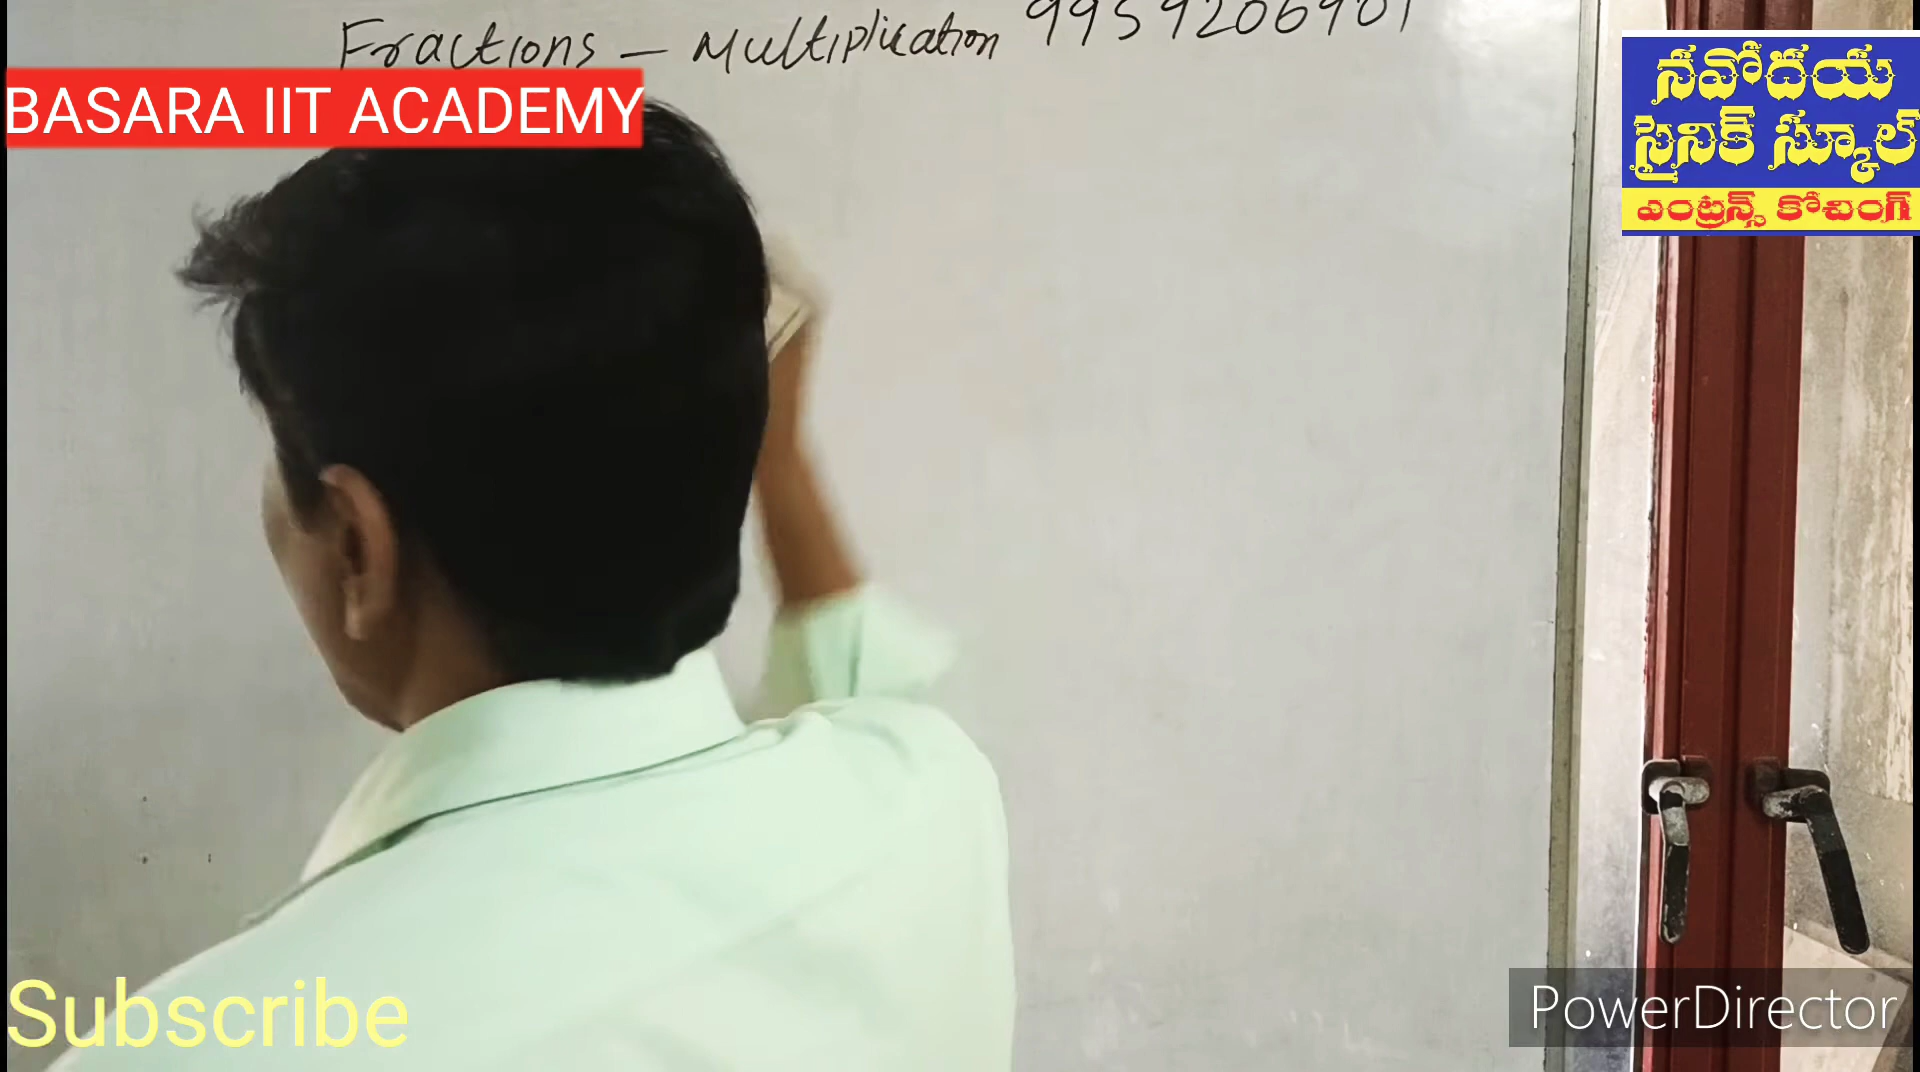 Fractions - Multiplication 9959206901
BASARA IIT ACADEMY
నవోదయ
సైనిక్ స్కూల్
ఎంట్రన్స్ కోచింగ్
Subscribe
PowerDirector